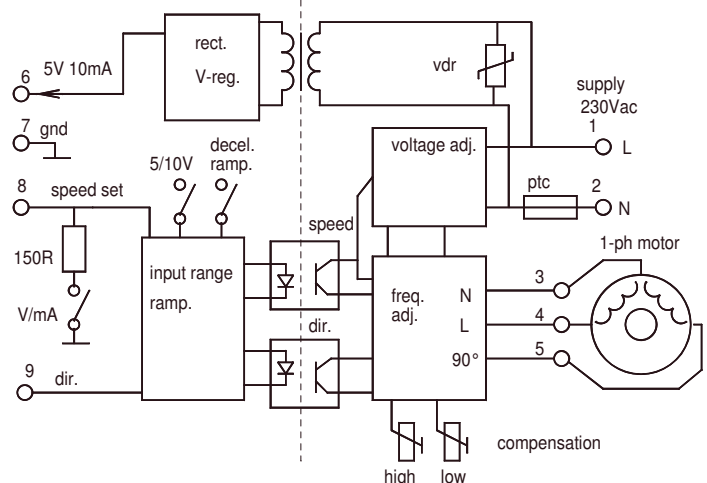 rect.
V-reg.
5V 10mA
6
7
gnd
vdr
supply
230Vac
1
L
ptc
2
N
voltage adj.
5/10V
decel.
ramp.
8
speed set
speed
150R
V/mA
input range
ramp.
dir.
9
dir.
freq.
adj.
N
L
90°
3
4
5
1-ph motor
compensation
high
low